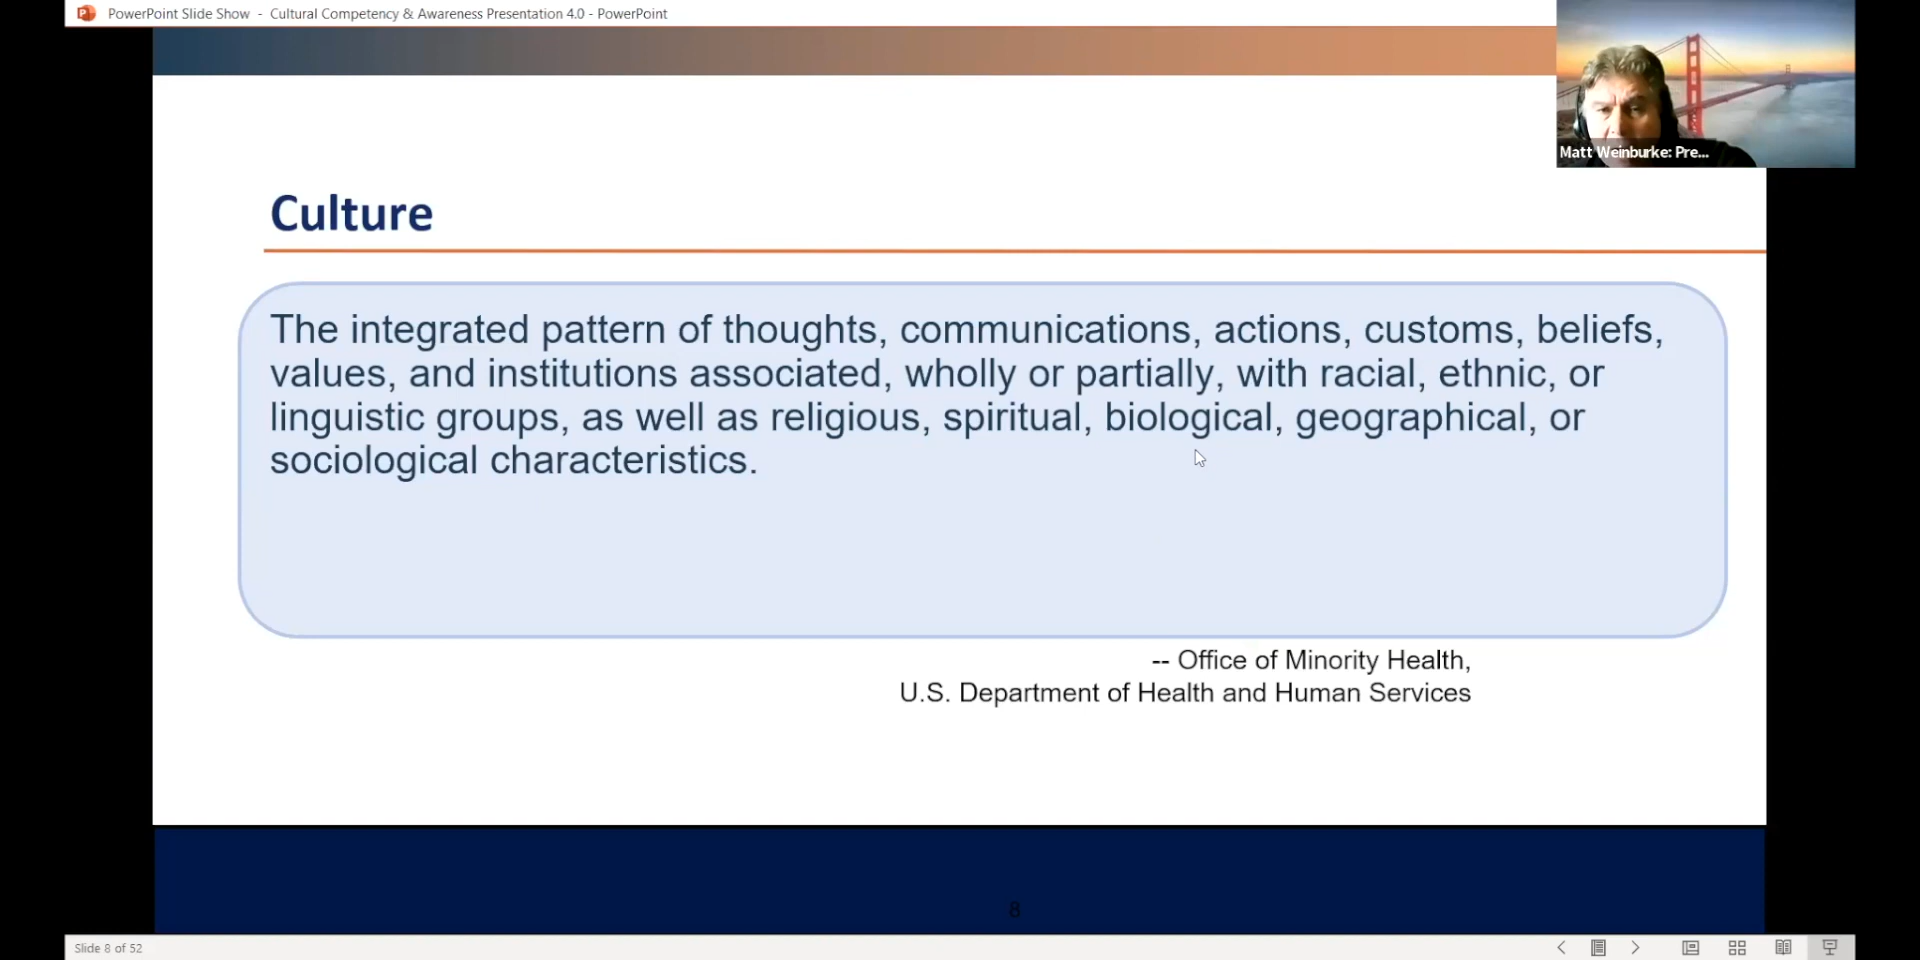 PowerPoint Slide Show - Cultural Competency & Awareness Presentation 4.0 - PowerPoint
Matt Weinburke: Pre...
Culture
The integrated pattern of thoughts, communications, actions, customs, beliefs,
values, and institutions associated, wholly or partially, with racial, ethnic, or
linguistic groups, as well as religious, spiritual, biological, geographical, or
sociological characteristics.
-- Office of Minority Health,
U.S. Department of Health and Human Services
8
Slide 8 of 52